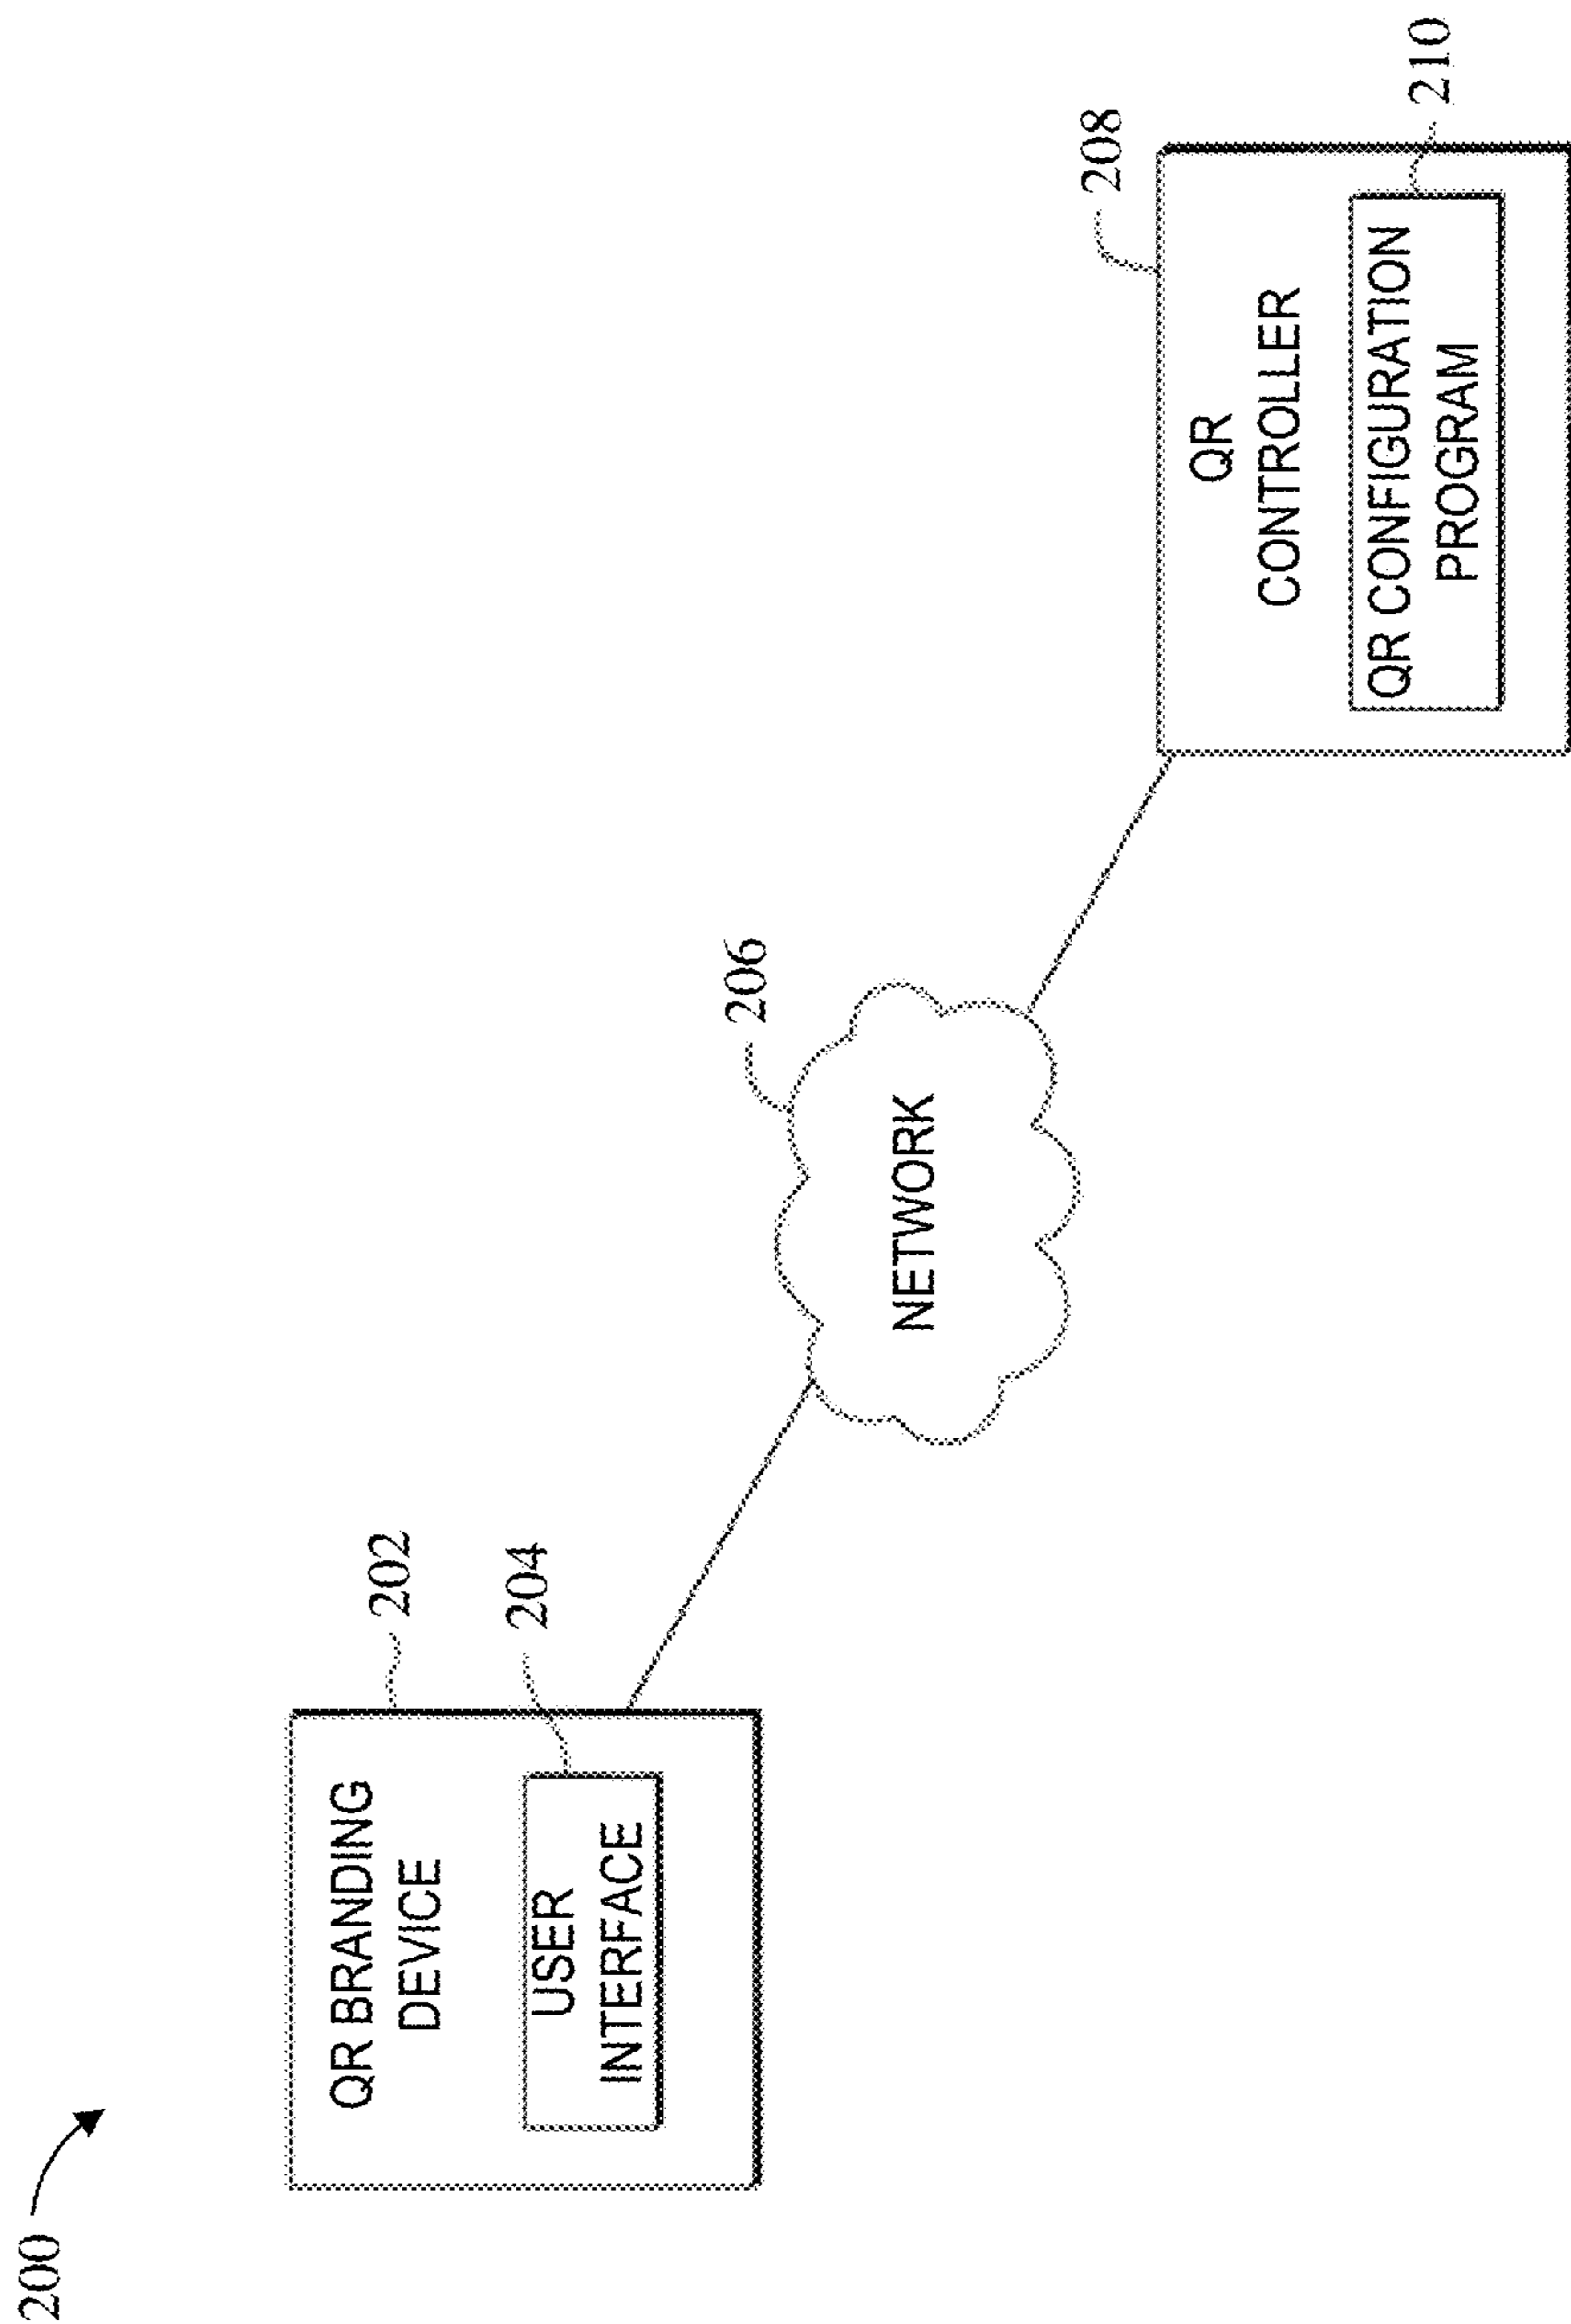 200
QR BRANDING
DEVICE
202
USER
INTERFACE
204
NETWORK
206
QR
CONTROLLER
208
QR CONFIGURATION
PROGRAM
210